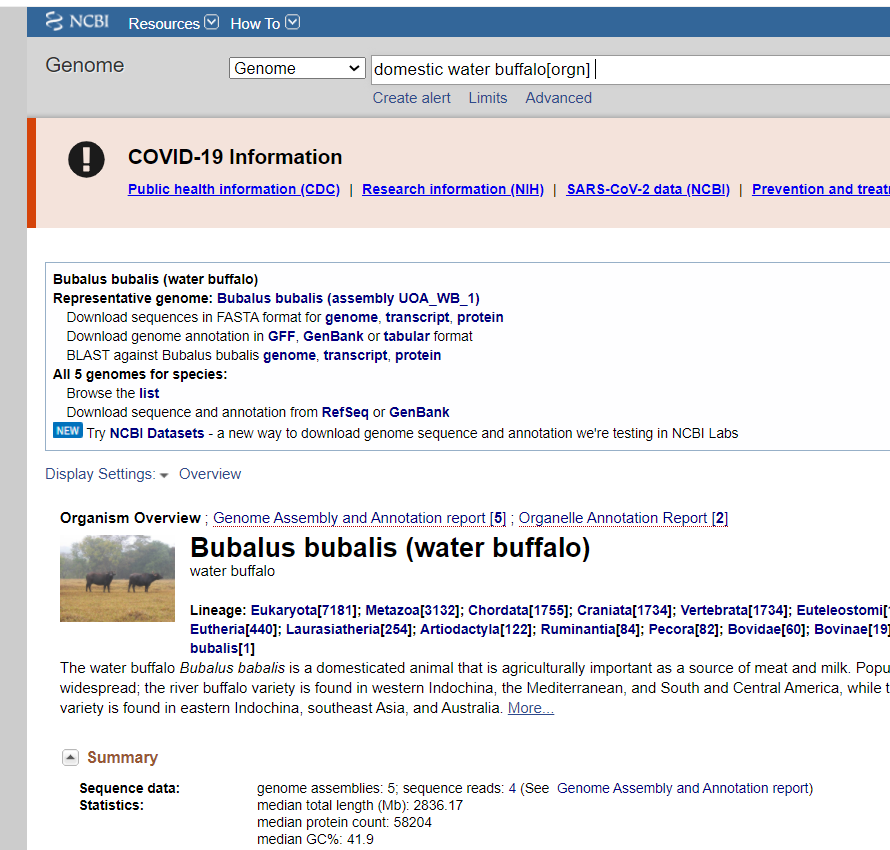 NCBI Resources How To
Genome Genome domestic water buffalo[orgn]
Create alert Limits Advanced
COVID-19 Information
Public health information (CDC) | Research information (NIH) | SARS-CoV-2 data (NCBI) | Prevention and treat
Bubalus bubalis (water buffalo)
Representative genome: Bubalus bubalis (assembly UOA_WB_1)
Download sequences in FASTA format for genome, transcript, protein
Download genome annotation in GFF, GenBank or tabular format
BLAST against Bubalus bubalis genome, transcript, protein
All 5 genomes for species:
Browse the list
Download sequence and annotation from RefSeq or GenBank
NEW Try NCBI Datasets - a new way to download genome sequence and annotation we're testing in NCBI Labs
Display Settings: Overview
Organism Overview ; Genome Assembly and Annotation report [5] ; Organelle Annotation Report [2]
Bubalus bubalis (water buffalo)
water buffalo
Lineage: Eukaryota[7181]; Metazoa[3132]; Chordata[1755]; Craniata[1734]; Vertebrata[1734]; Euteleostomi[
Eutheria[440]; Laurasiatheria[254]; Artiodactyla[122]; Ruminantia[84]; Pecora[82]; Bovidae[60]; Bovinae[19]
bubalis[1]
The water buffalo Bubalus babalis is a domesticated animal that is agriculturally important as a source of meat and milk. Popu
widespread; the river buffalo variety is found in western Indochina, the Mediterranean, and South and Central America, while t
variety is found in eastern Indochina, southeast Asia, and Australia. More...
Summary
Sequence data: genome assemblies: 5; sequence reads: 4 (See Genome Assembly and Annotation report)
Statistics: median total length (Mb): 2836.17
median protein count: 58204
median GC%: 41.9